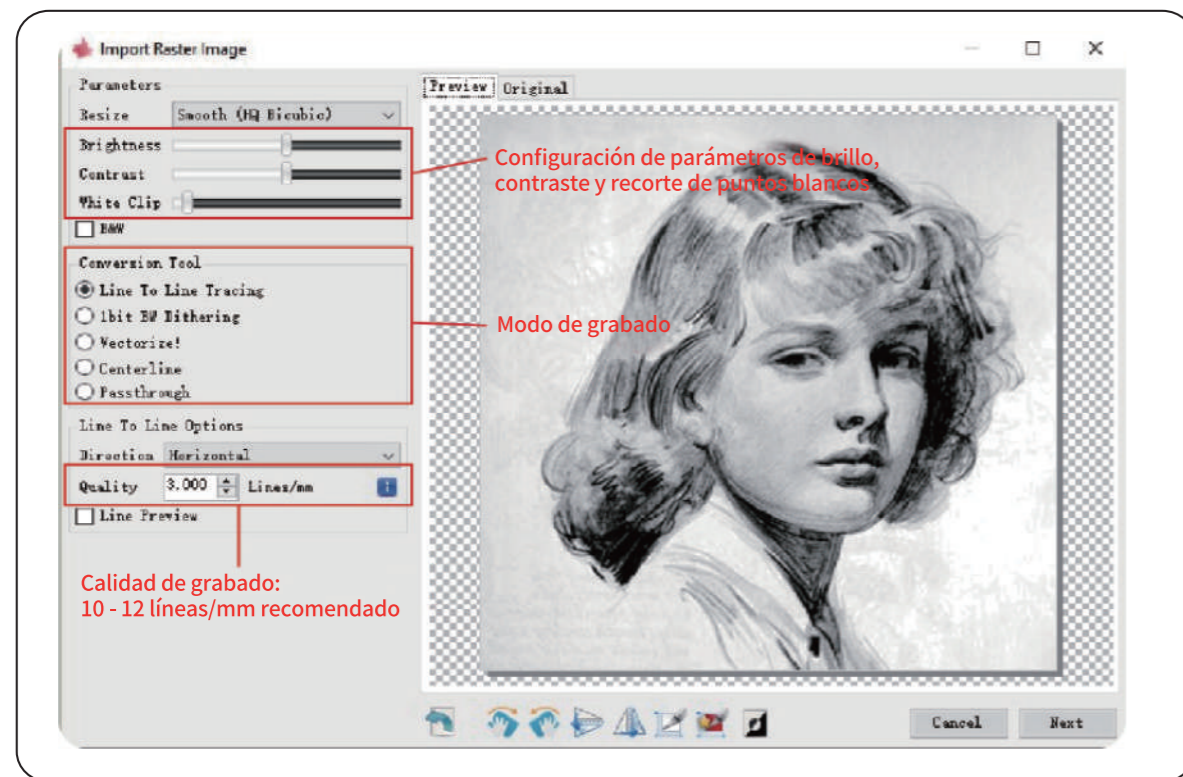 Import Raster Image
Parameters
Preview
Original
Resize
Smooth (HQ Bicubic)
Brightness
Contrast
White Clip
Configuración de parámetros de brillo,
contraste y recorte de puntos blancos
B&W
Conversion Tool
Line To Line Tracing
1bit BW Dithering
Vectorize!
Centerline
Passthrough
Modo de grabado
Line To Line Options
Direction
Horizontal
Quality
3.000
Lines/mm
Line Preview
Calidad de grabado:
10 - 12 líneas/mm recomendado
Cancel
Next